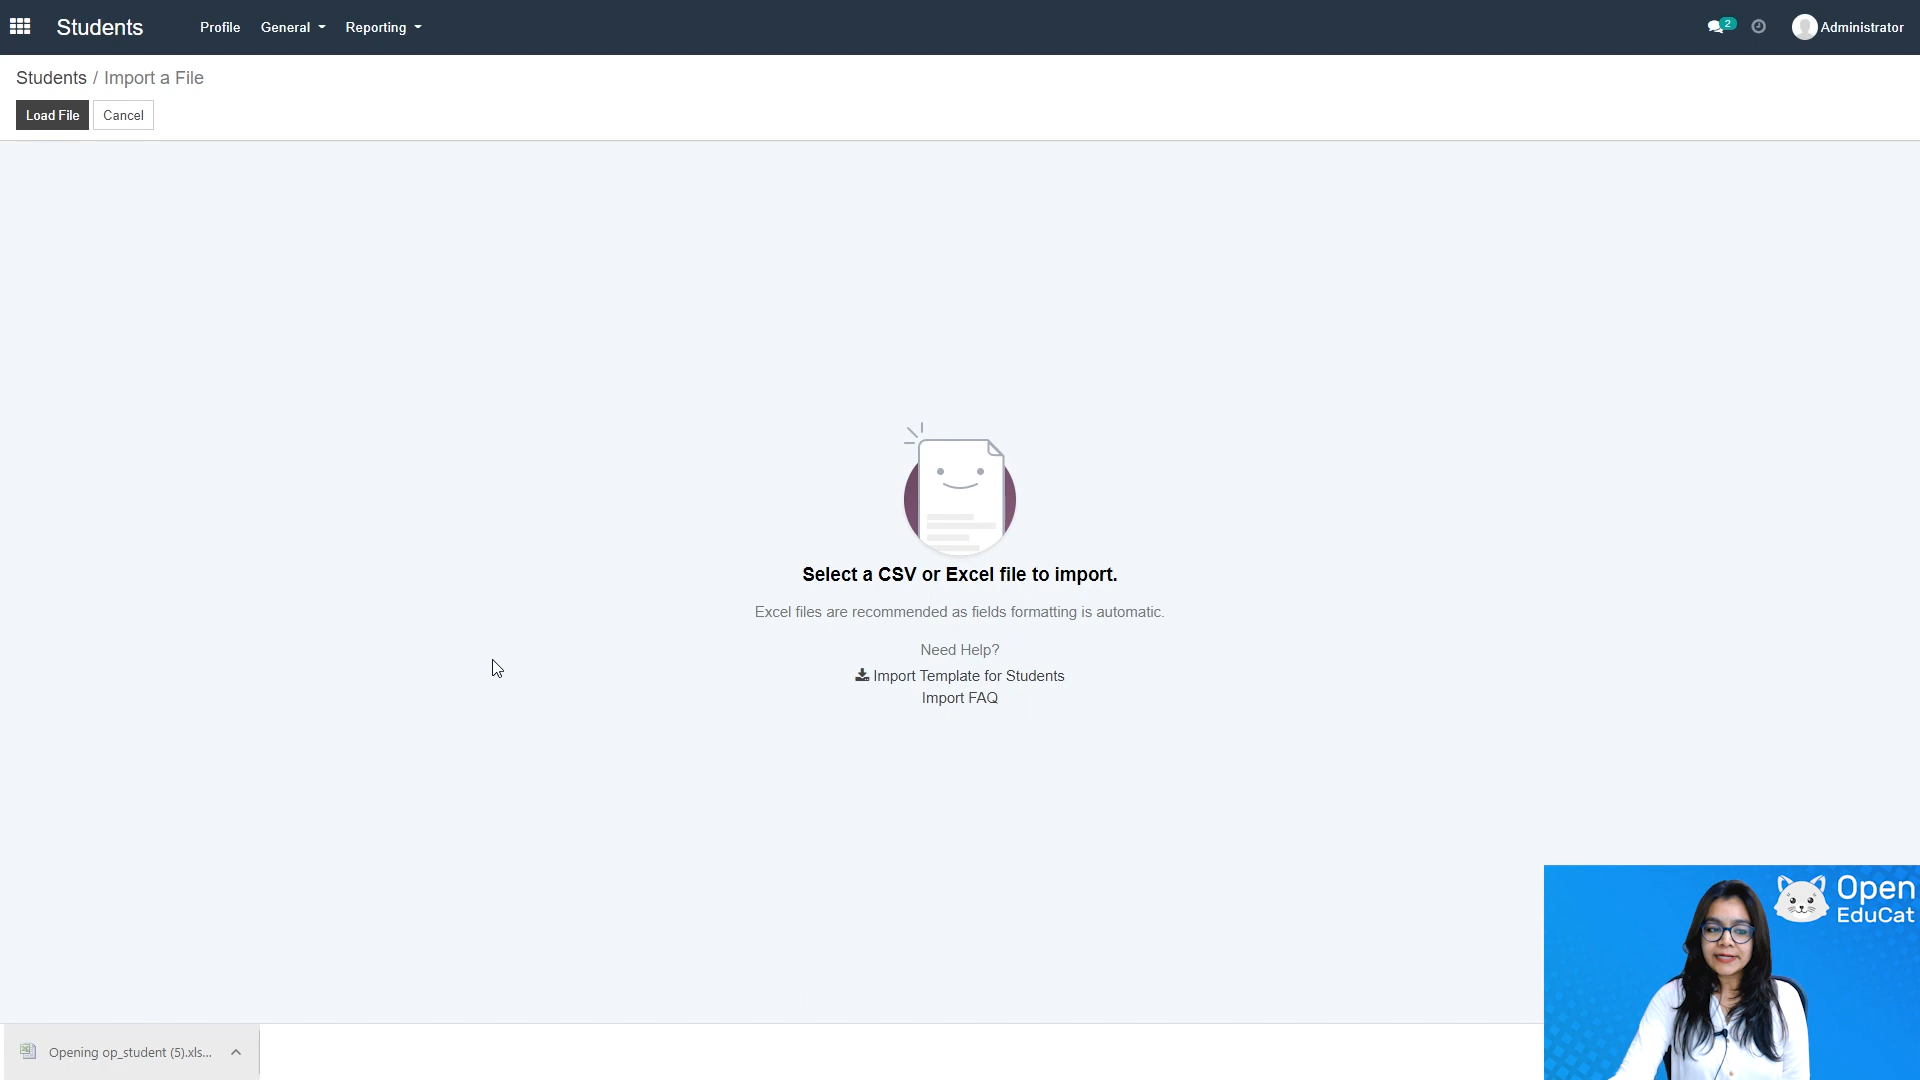 Students
Profile
General
Reporting
2
Administrator
Students / Import a File
Load File
Cancel
Select a CSV or Excel file to import.
Excel files are recommended as fields formatting is automatic.
Need Help?
Import Template for Students
Import FAQ
Open
EduCat
Opening op_student (5).xls...